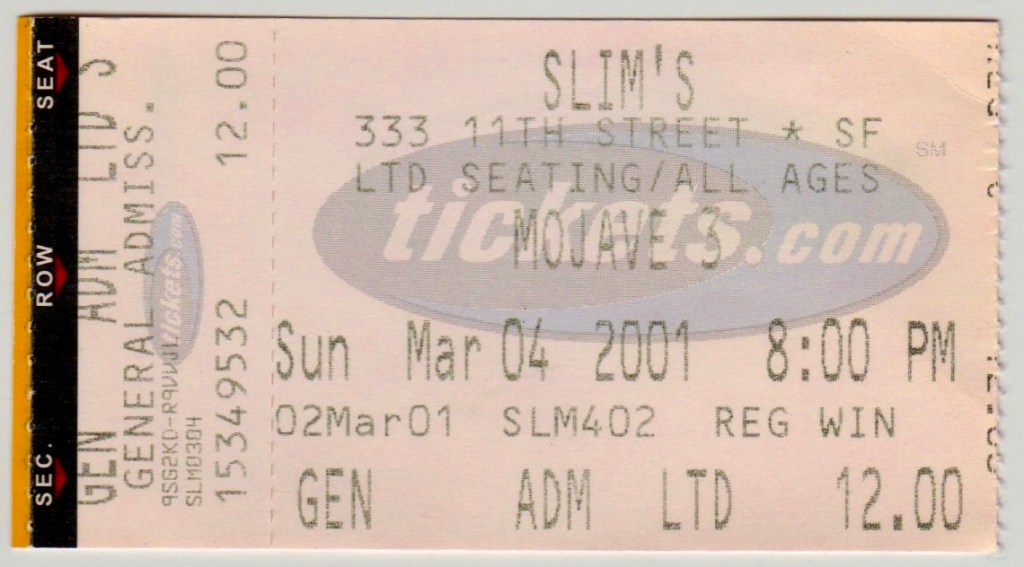 SEC. ROW SEAT
GEN ADM LTD S
GENERAL ADMISS.
SLM0304
15349532 12.00
tickets.com
SLIM'S
333 11TH STREET * SF
LTD SEATING/ALL AGES
tickets.com
SM
MOJAVE 3
Sun Mar 04 2001 8:00 PM
02Mar01 SLM402 REG WIN
GEN ADM LTD 12.00